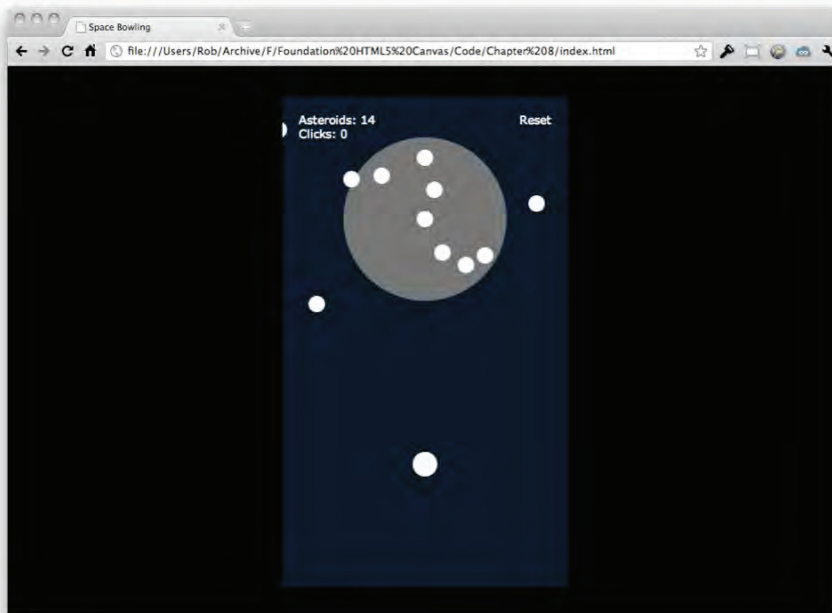 Space Bowling
file:///Users/Rob/Archive/F/Foundation%20HTML5%20Canvas/Code/Chapter%208/index.html
Asteroids: 14
Reset
Clicks: 0